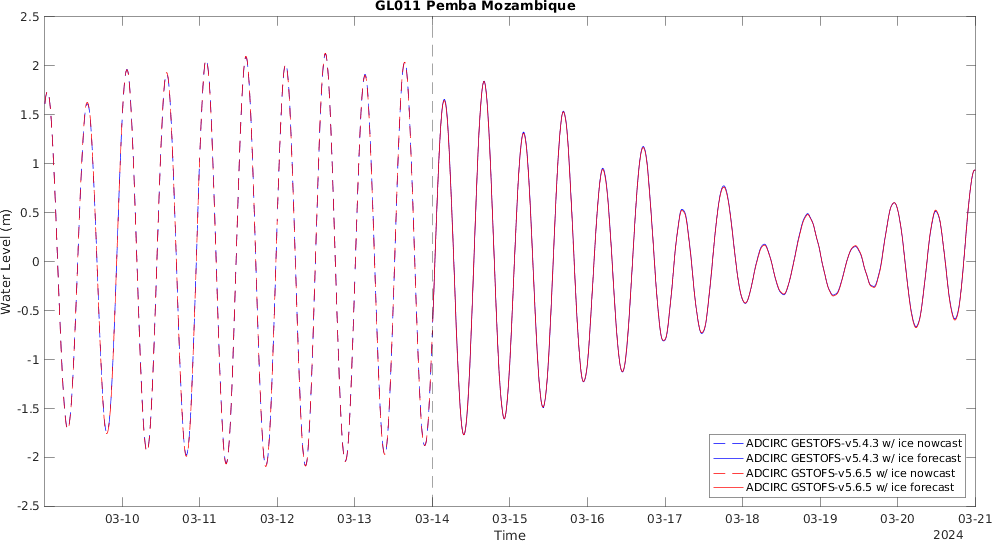 GL011 Pemba Mozambique
2.5
2
1.5
1
0.5
0
-0.5
-1
-1.5
-2
-2.5
Water Level (m)
ADCIRC GESTOFS-v5.4.3 w/ ice nowcast
ADCIRC GESTOFS-v5.4.3 w/ ice forecast
ADCIRC GSTOFS-v5.6.5 w/ ice nowcast
ADCIRC GSTOFS-v5.6.5 w/ ice forecast
03-10 03-11 03-12 03-13 03-14 03-15 03-16 03-17 03-18 03-19 03-20 03-21
Time
2024